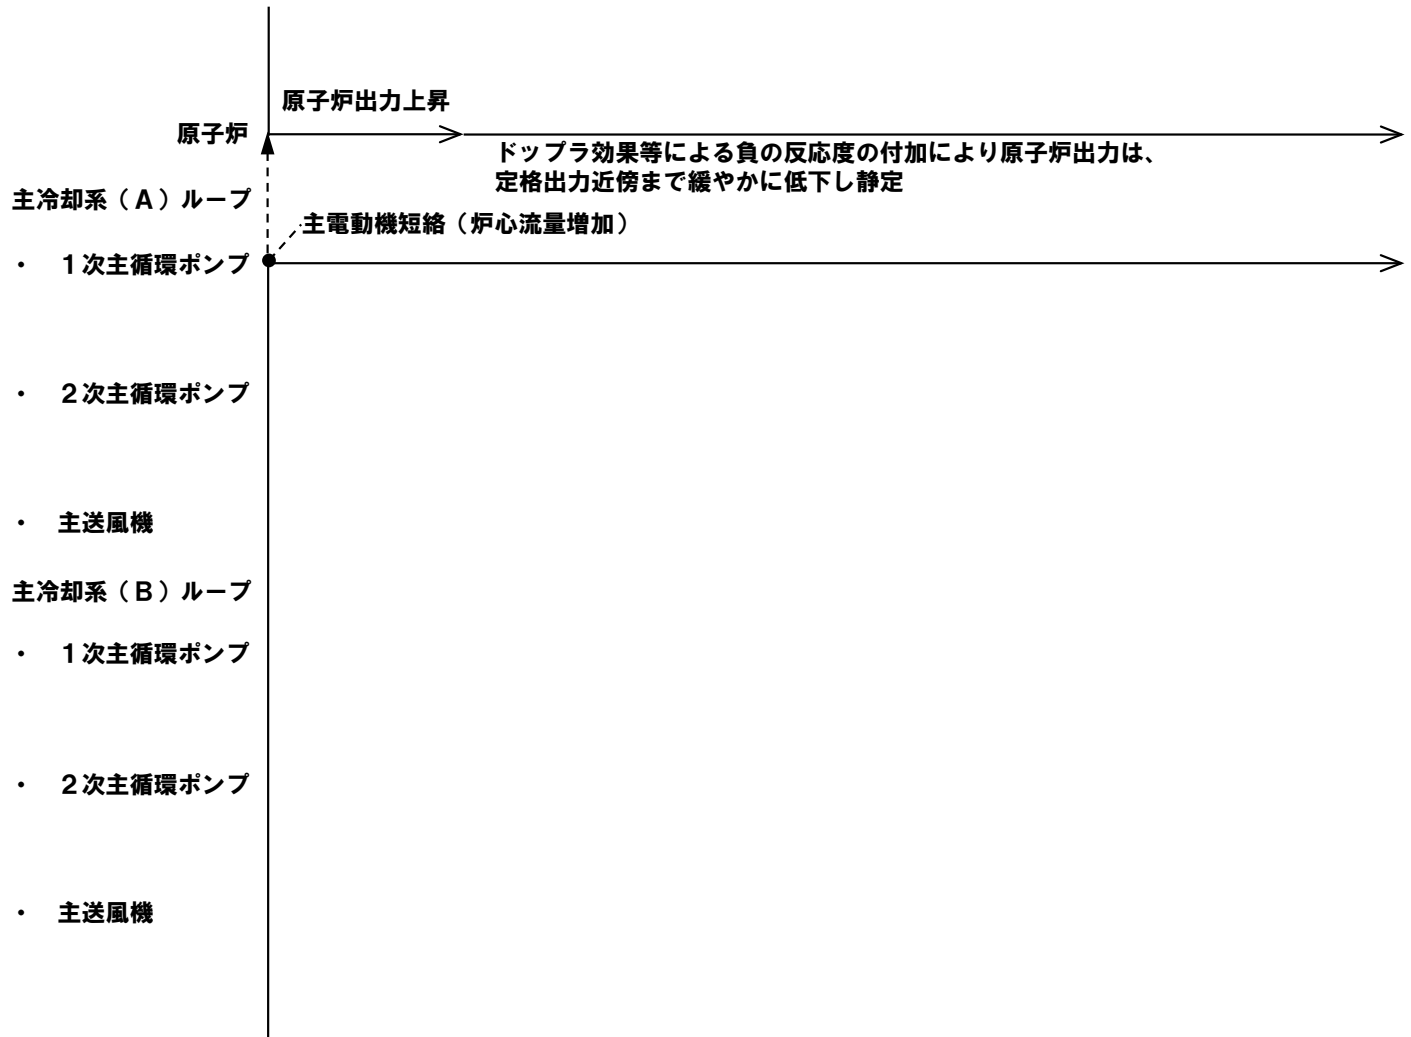 原子炉出力上昇
原子炉
ドップラ効果等による負の反応度の付加により原子炉出力は、
定格出力近傍まで緩やかに低下し静定
主冷却系（Ａ）ループ
主電動機短絡（炉心流量増加）
・　１次主循環ポンプ
・　２次主循環ポンプ
・　主送風機
主冷却系（Ｂ）ループ
・　１次主循環ポンプ
・　２次主循環ポンプ
・　主送風機